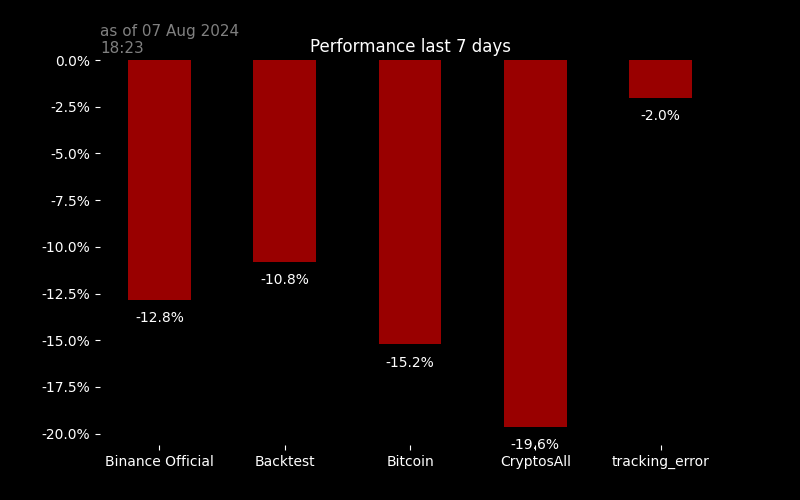 as of 07 Aug 2024
18:23
Performance last 7 days
0.0%
-2.5%
-5.0%
-7.5%
-10.0%
-12.5%
-15.0%
-17.5%
-20.0%
-12.8%
-10.8%
-15.2%
-19.6%
-2.0%
Binance Official
Backtest
Bitcoin
CryptosAll
tracking_error